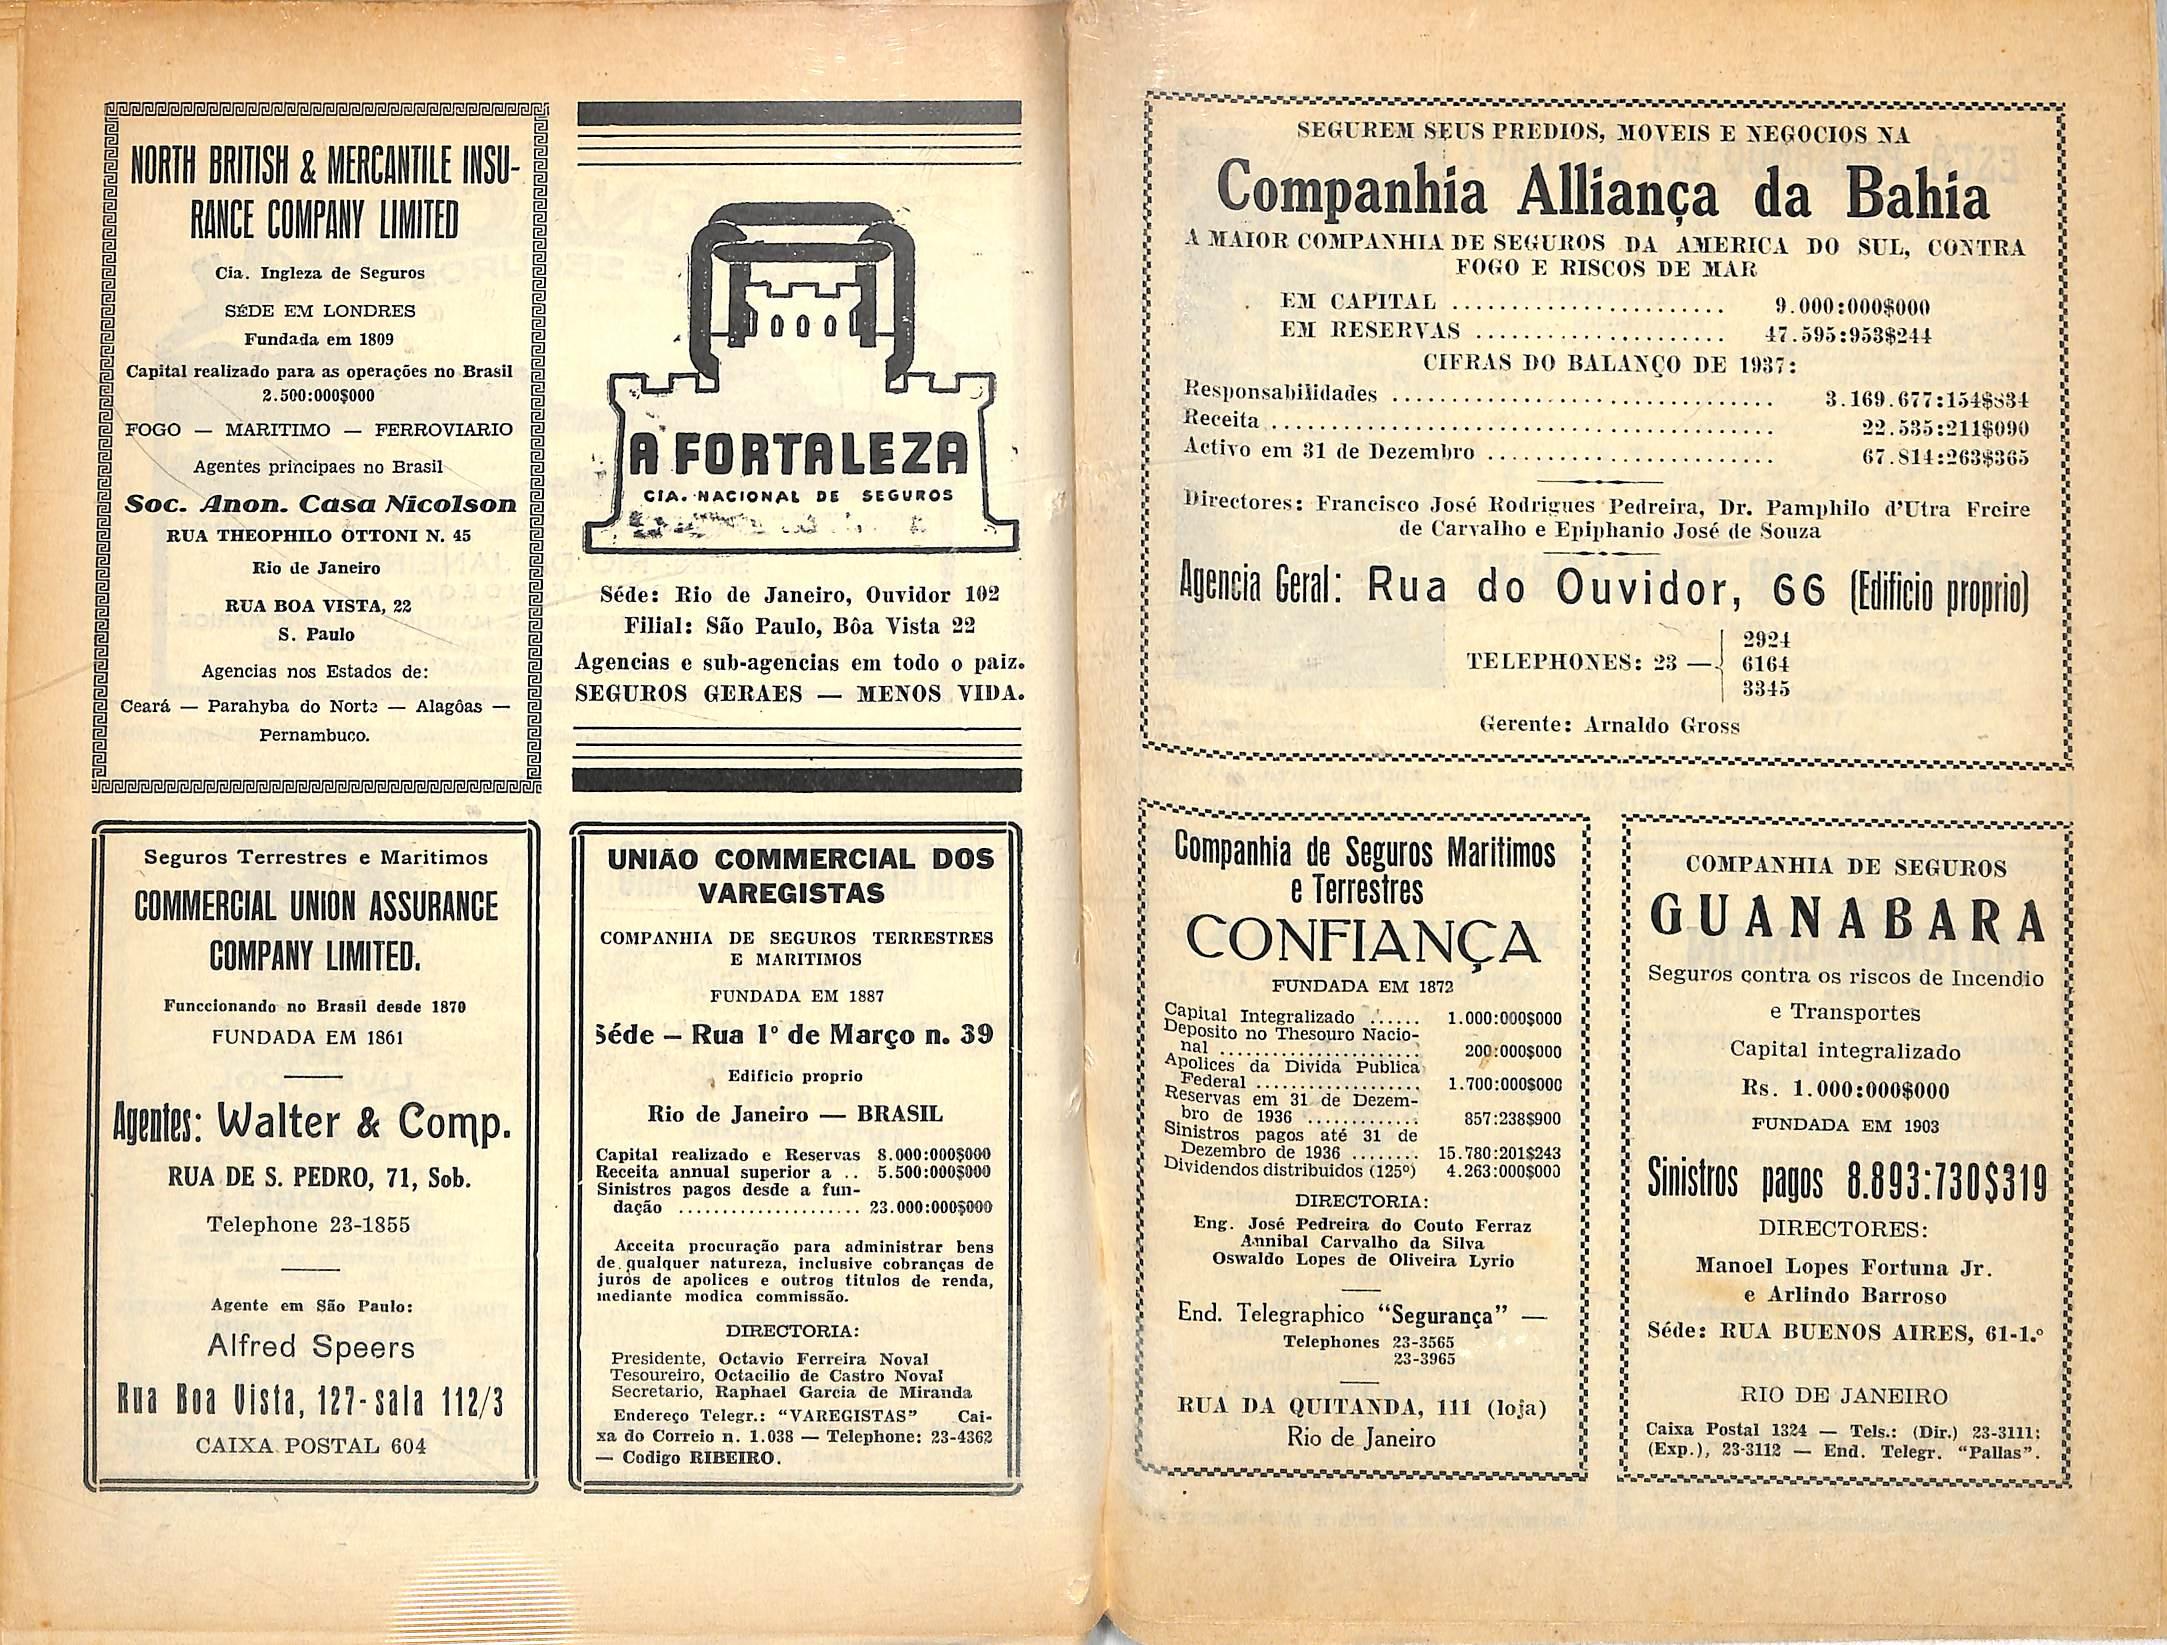 NORTH BRITISH & MERCANTILE INSU-
RANCE COMPANY LIMITED
Cia. Ingleza de Seguros
SÉDE EM LONDRES
Fundada em 1809
Capital realizado para as operações no Brasil
2.500:000$000
FOGO — MARITIMO — FERROVIARIO
Agentes principaes no Brasil
Soc. Anon. Casa Nicolson
RUA THEOPHILO OTTONI N. 45
Rio de Janeiro
RUA BOA VISTA, 22
S. Paulo
Agencias nos Estados de:
Ceará — Parahyba do Norte — Alagôas —
Pernambuco.
A FORTALEZA
CIA. NACIONAL DE SEGUROS
Séde: Rio de Janeiro, Ouvidor 102
Filial: São Paulo, Bôa Vista 22
Agencias e sub-agencias em todo o paiz.
SEGUROS GERAES — MENOS VIDA.
Seguros Terrestres e Maritimos
COMMERCIAL UNION ASSURANCE
COMPANY LIMITED.
Funccionando no Brasil desde 1870
FUNDADA EM 1861
Agentes: Walter & Comp.
RUA DE S. PEDRO, 71, Sob.
Telephone 23-1855
Agente em São Paulo:
Alfred Speers
Rua Boa Vista, 127-sala 112/3
CAIXA POSTAL 604
UNIÃO COMMERCIAL DOS
VAREGISTAS
COMPANHIA DE SEGUROS TERRESTRES
E MARITIMOS
FUNDADA EM 1887
Séde — Rua 1º de Março n. 39
Edificio proprio
Rio de Janeiro — BRASIL
Capital realizado e Reservas 8.000:000$000
Receita annual superior a .. 5.500:000$000
Sinistros pagos desde a fun-
dação .................... 23.000:000$000
Acceita procuração para administrar bens
de qualquer natureza, inclusive cobranças de
juros de apolices e outros titulos de renda,
mediante modica commissão.
DIRECTORIA:
Presidente, Octavio Ferreira Noval
Tesoureiro, Octacilio de Castro Noval
Secretario, Raphael Garcia de Miranda
Endereço Telegr.: "VAREGISTAS" Cai-
xa do Correio n. 1.038 — Telephone: 23-4362
— Codigo RIBEIRO.
SEGUREM SEUS PREDIOS, MOVEIS E NEGOCIOS NA
Companhia Alliança da Bahia
A MAIOR COMPANHIA DE SEGUROS DA AMERICA DO SUL, CONTRA
FOGO E RISCOS DE MAR
EM CAPITAL ....................... 9.000:000$000
EM RESERVAS ..................... 47.595:953$244
CIFRAS DO BALANÇO DE 1937:
Responsabilidades ................................ 3.169.677:154$834
Receita .......................................... 22.535:211$090
Activo em 31 de Dezembro ........................ 67.814:263$365
Directores: Francisco José Rodrigues Pedreira, Dr. Pamphilo d'Utra Freire
de Carvalho e Epiphanio José de Souza
Agencia Geral: Rua do Ouvidor, 66 (Edificio proprio)
2924
TELEPHONES: 23 — 6164
3345
Gerente: Arnaldo Gross
Companhia de Seguros Maritimos
e Terrestres
CONFIANÇA
FUNDADA EM 1872
Capital Integralizado ...... 1.000:000$000
Deposito no Thesouro Nacio-
nal ...................... 200:000$000
Apolices da Divida Publica
Federal .................. 1.700:000$000
Reservas em 31 de Dezem-
bro de 1936 ............. 857:238$900
Sinistros pagos até 31 de
Dezembro de 1936 ........ 15.780:201$243
Dividendos distribuidos (125º) 4.263:000$000
DIRECTORIA:
Eng. José Pedreira do Couto Ferraz
Annibal Carvalho da Silva
Oswaldo Lopes de Oliveira Lyrio
End. Telegraphico "Segurança" —
Telephones 23-3565
23-3965
RUA DA QUITANDA, 111 (loja)
Rio de Janeiro
COMPANHIA DE SEGUROS
GUANABARA
Seguros contra os riscos de Incendio
e Transportes
Capital integralizado
Rs. 1.000:000$000
FUNDADA EM 1903
Sinistros pagos 8.893:730$319
DIRECTORES:
Manoel Lopes Fortuna Jr.
e Arlindo Barroso
Séde: RUA BUENOS AIRES, 61-1.º
RIO DE JANEIRO
Caixa Postal 1324 — Tels.: (Dir.) 23-3111:
(Exp.), 23-3112 — End. Telegr. "Pallas".